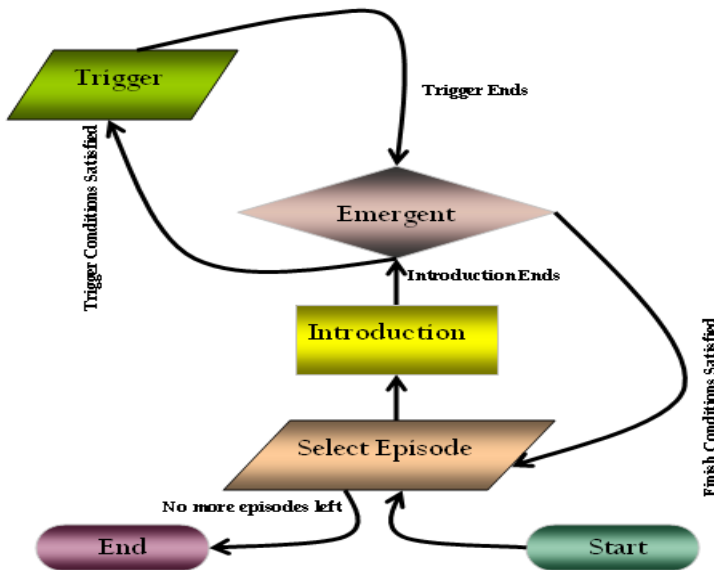 Trigger
Trigger Ends
Trigger Conditions Satisfied
Emergent
Introduction Ends
Introduction
Finish Conditions Satisfied
Select Episode
No more episodes left
End
Start